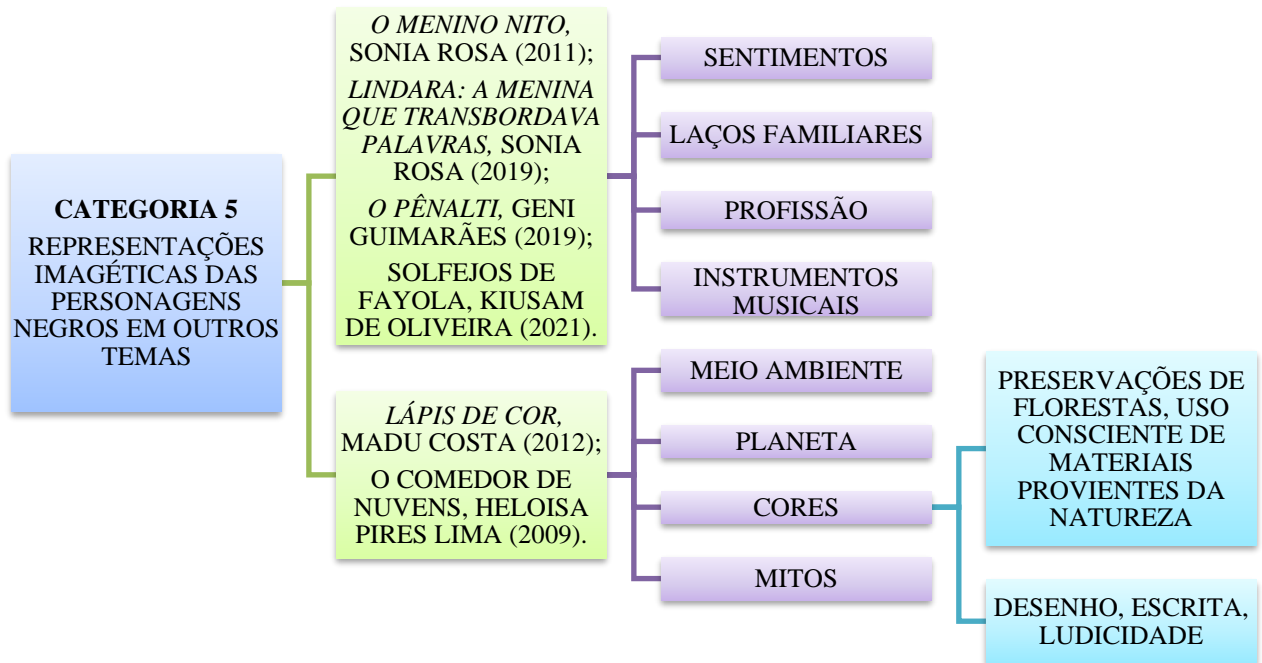 CATEGORIA 5
REPRESENTAÇÕES
IMAGÉTICAS DAS
PERSONAGENS
NEGROS EM OUTROS
TEMAS
O MENINO NITO,
SONIA ROSA (2011);
LINDARA: A MENINA
QUE TRANSBORDAVA
PALAVRAS, SONIA
ROSA (2019);
O PÊNALTI, GENI
GUIMARÃES (2019);
SOLFEJOS DE
FAYOLA, KIUSAM
DE OLIVEIRA (2021).
SENTIMENTOS
LAÇOS FAMILIARES
PROFISSÃO
INSTRUMENTOS
MUSICAIS
LÁPIS DE COR,
MADU COSTA (2012);
O COMEDOR DE
NUVENS, HELOISA
PIRES LIMA (2009).
MEIO AMBIENTE
PLANETA
CORES
MITOS
PRESERVAÇÕES DE
FLORESTAS, USO
CONSCIENTE DE
MATERIAIS
PROVIENTES DA
NATUREZA
DESENHO, ESCRITA,
LUDICIDADE